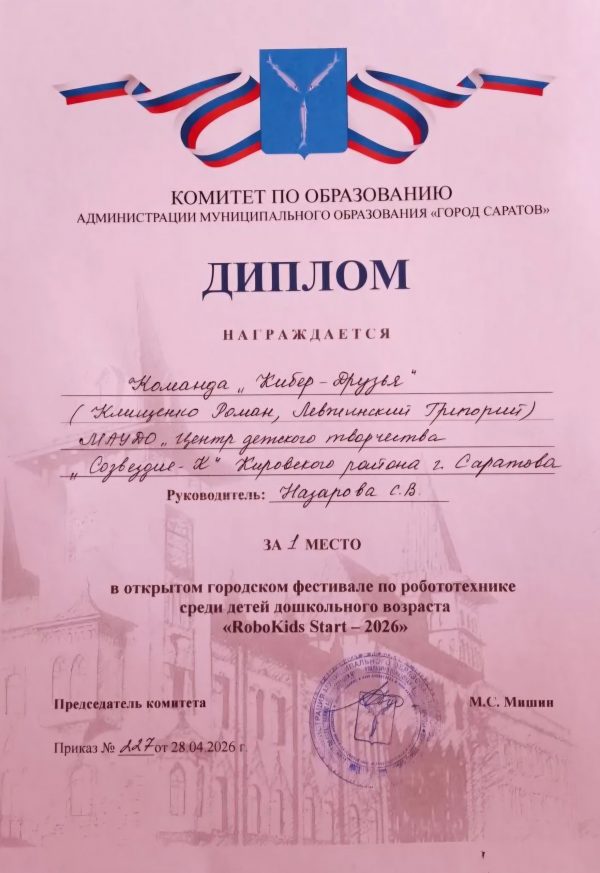 КОМИТЕТ ПО ОБРАЗОВАНИЮ
АДМИНИСТРАЦИИ МУНИЦИПАЛЬНОГО ОБРАЗОВАНИЯ «ГОРОД САРАТОВ»
ДИПЛОМ
НАГРАЖДАЕТСЯ
Команда „Кибер-Друзья"
(Клищенко Роман, Левчинский Григорий)
МАУДО „Центр детского творчества
„Созвездие-К" Кировского района г. Саратова
Руководитель: Назарова С.В.
ЗА 1 МЕСТО
в открытом городском фестивале по робототехнике
среди детей дошкольного возраста
«RoboKids Start – 2026»
Председатель комитета М.С. Мишин
Приказ № 227 от 28.04.2026 г.